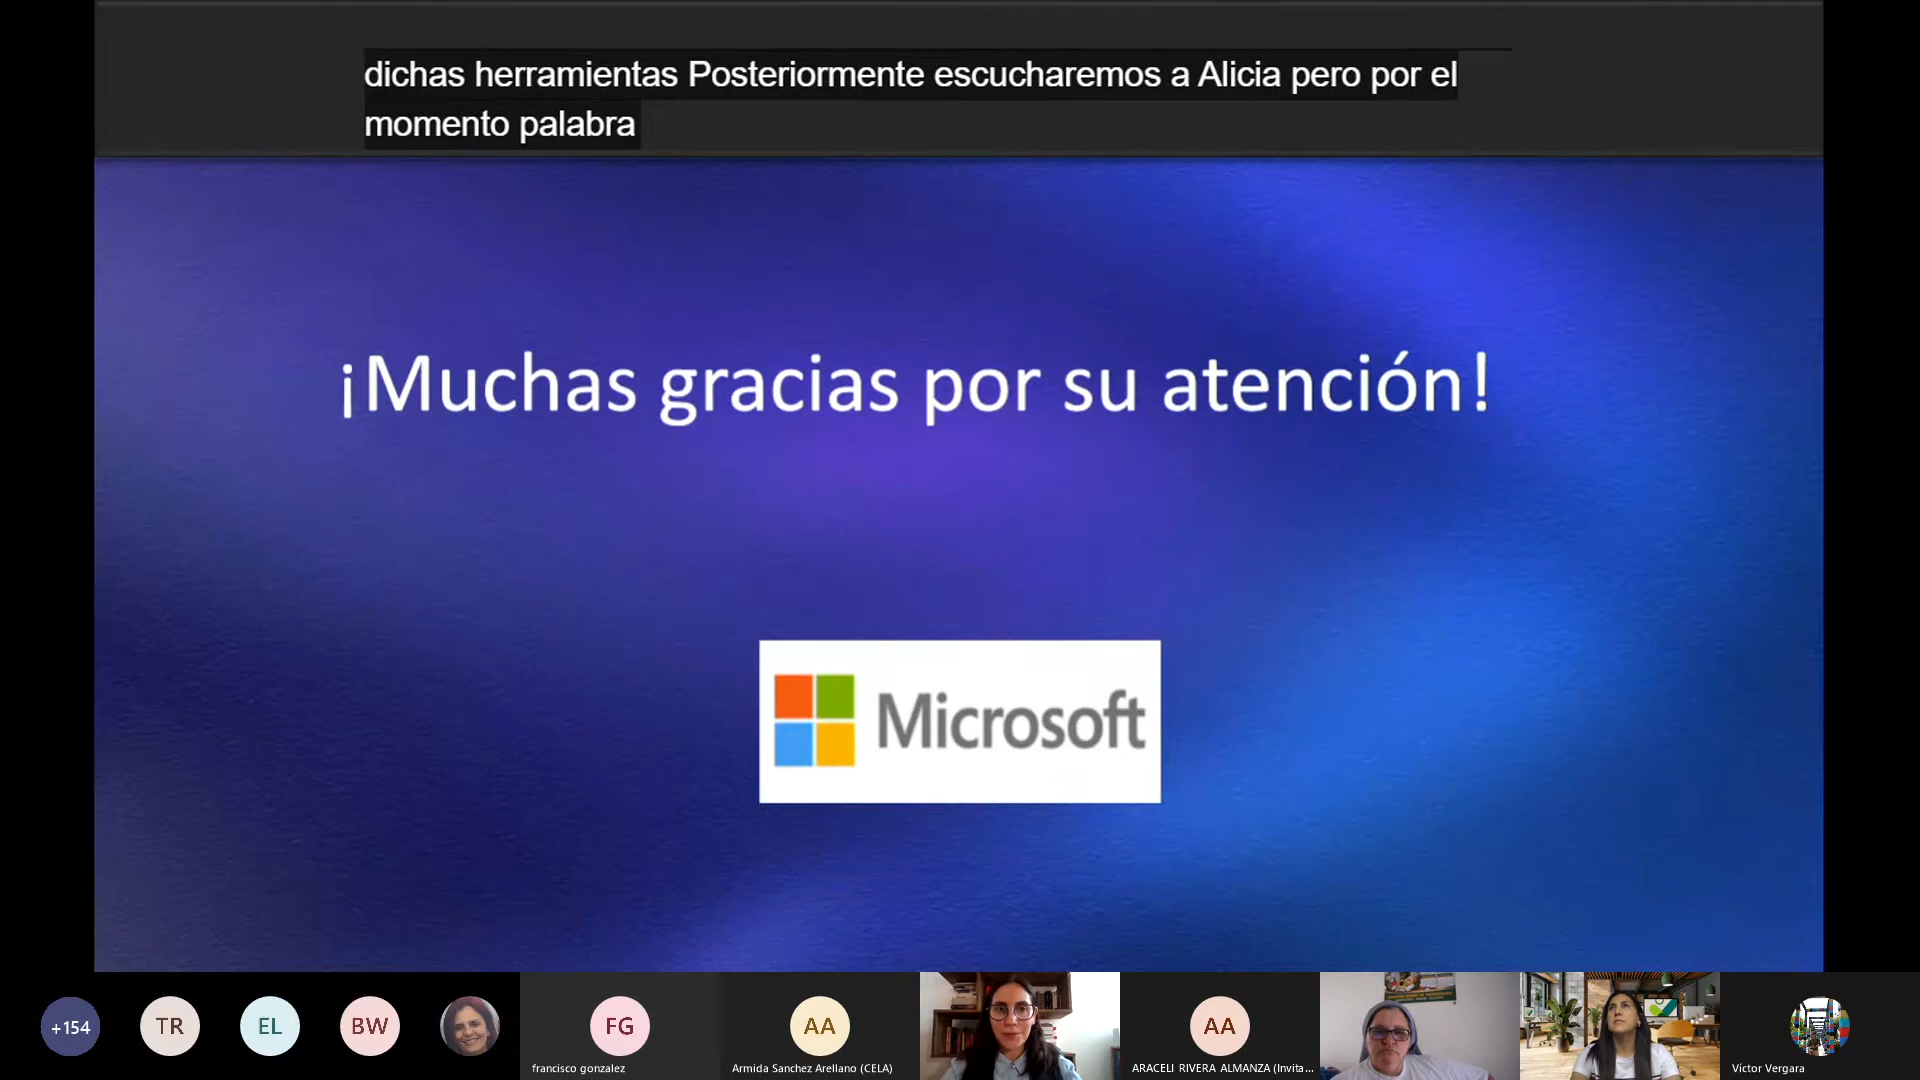 dichas herramientas Posteriormente escucharemos a Alicia pero por el
momento palabra
¡Muchas gracias por su atención!
Microsoft
+154
TR
EL
BW
FG
francisco gonzalez
AA
Armida Sanchez Arellano (CELA)
AA
ARACELI RIVERA ALMANZA (Invita...
Víctor Vergara